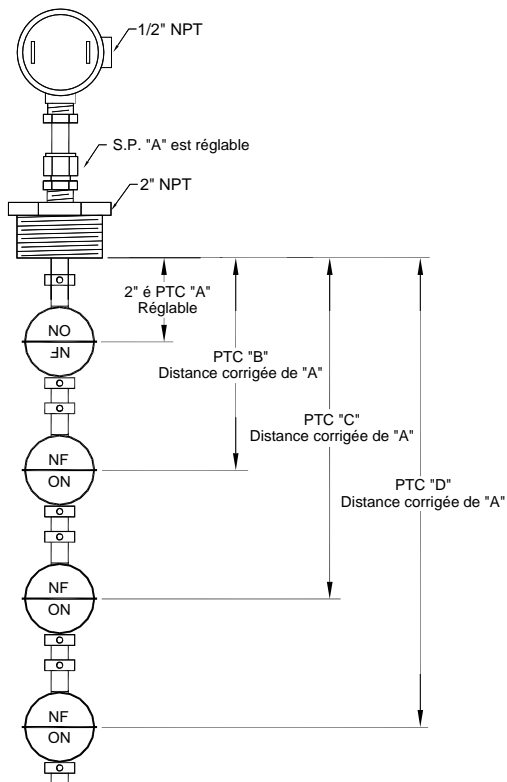 1/2" NPT
S.P. "A" est réglable
2" NPT
2" é PTC "A"
Réglable
ON
NF
PTC "B"
Distance corrigée de "A"
PTC "C"
Distance corrigée de "A"
NF
ON
PTC "D"
Distance corrigée de "A"
NF
ON
NF
ON